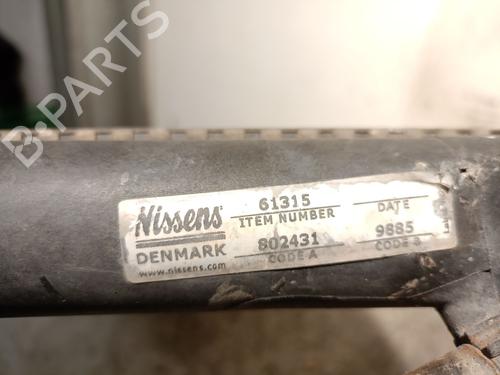 B-PARTS
Nissens
DENMARK
www.nissens.com
61315
ITEM NUMBER
802431
CODE A
DATE
9885
CODE B